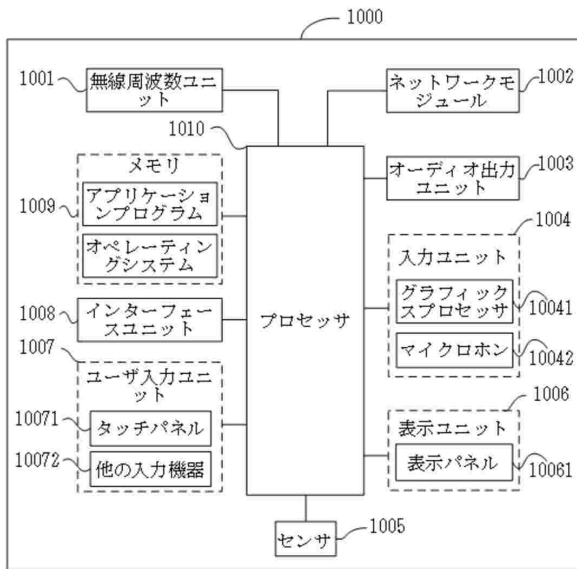 1000
1001
無線周波数ユニ
ット
1010
ネットワークモ
ジュール
1002
メモリ
アプリケーショ
ンプログラム
オペレーティン
グシステム
1009
オーディオ出力
ユニット
1003
1004
入力ユニット
グラフィック
スプロセッサ
10041
マイクロホン
10042
プロセッサ
1008
インターフェー
スユニット
1007
ユーザ入力ユニ
ット
10071
タッチパネル
10072
他の入力機器
1006
表示ユニット
表示パネル
10061
センサ
1005